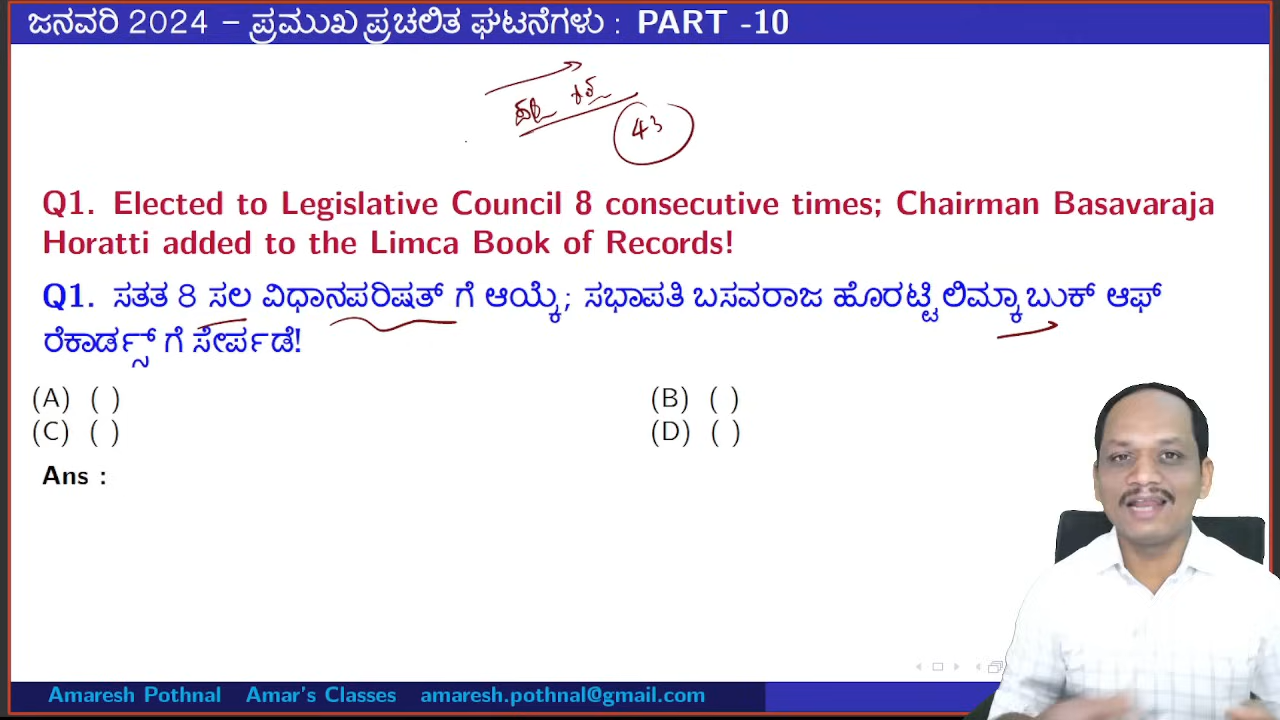 ಜನವರಿ 2024 – ಪ್ರಮುಖ ಪ್ರಚಲಿತ ಘಟನೆಗಳು : PART -10
43
Q1. Elected to Legislative Council 8 consecutive times; Chairman Basavaraja
Horatti added to the Limca Book of Records!
Q1. ಸತತ 8 ಸಲ ವಿಧಾನಪರಿಷತ್ ಗೆ ಆಯ್ಕೆ; ಸಭಾಪತಿ ಬಸವರಾಜ ಹೊರಟ್ಟಿ ಲಿಮ್ಕಾ ಬುಕ್ ಆಫ್
ರೆಕಾರ್ಡ್ಸ್ ಗೆ ಸೇರ್ಪಡೆ!
(A) ( ) (B) ( )
(C) ( ) (D) ( )
Ans :
Amaresh Pothnal Amar's Classes amaresh.pothnal@gmail.com